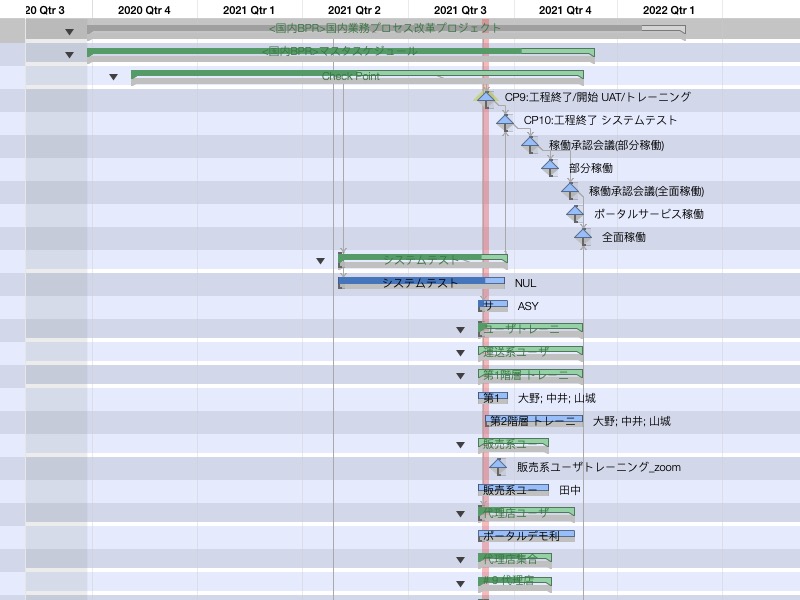 20 Qtr 3 2020 Qtr 4 2021 Qtr 1 2021 Qtr 2 2021 Qtr 3 2021 Qtr 4 2022 Qtr 1
<国内BPR>国内業務プロセス改革プロジェクト
<国内BPR>マスタスケジュール
Check Point
CP9:工程終了/開始 UAT/トレーニング
CP10:工程終了 システムテスト
稼働承認会議(部分稼働)
部分稼働
稼働承認会議(全面稼働)
ポータルサービス稼働
全面稼働
システムテスト
システムテスト NUL
サ ASY
ユーザトレーニ
運送系ユーザ
第1階層 トレーニ
第1 大野; 中井; 山城
第2階層 トレーニ 大野; 中井; 山城
販売系ユー
販売系ユーザトレーニング_zoom
販売系ユー 田中
代理店ユーザ
ポータルデモ利
代理店集合
# 9 代理店